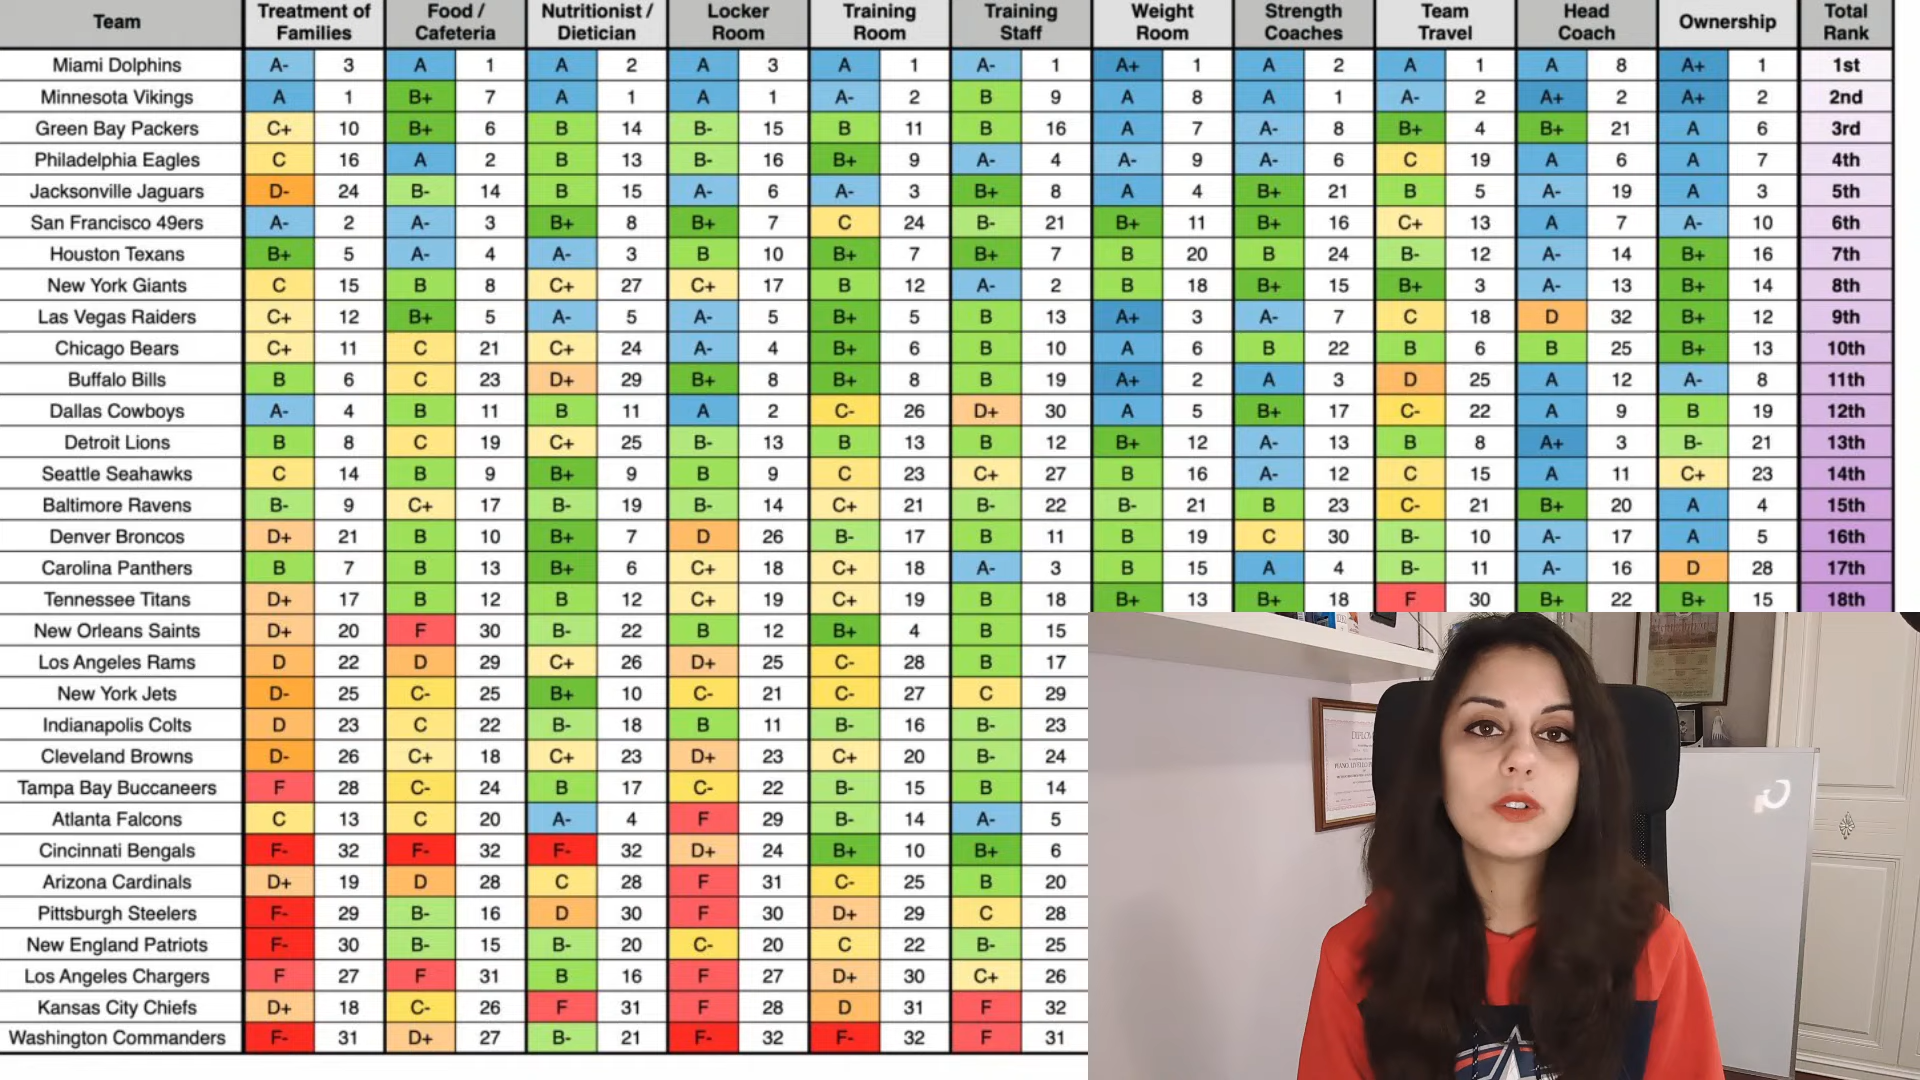 Team Treatment of Families Food / Cafeteria Nutritionist / Dietician Locker Room Training Room Training Staff Weight Room Strength Coaches Team Travel Head Coach Ownership Total Rank
Miami Dolphins A- 3 A 1 A 2 A 3 A 1 A- 1 A+ 1 A 2 A 1 A 8 A+ 1 1st
Minnesota Vikings A 1 B+ 7 A 1 A 1 A- 2 B 9 A 8 A 1 A- 2 A+ 2 A+ 2 2nd
Green Bay Packers C+ 10 B+ 6 B 14 B- 15 B 11 B 16 A 7 A- 8 B+ 4 B+ 21 A 6 3rd
Philadelphia Eagles C 16 A 2 B 13 B- 16 B+ 9 A- 4 A- 9 A- 6 C 19 A 6 A 7 4th
Jacksonville Jaguars D- 24 B- 14 B 15 A- 6 A- 3 B+ 8 A 4 B+ 21 B 5 A- 19 A 3 5th
San Francisco 49ers A- 2 A- 3 B+ 8 B+ 7 C 24 B- 21 B+ 11 B+ 16 C+ 13 A 7 A- 10 6th
Houston Texans B+ 5 A- 4 A- 3 B 10 B+ 7 B+ 7 B 20 B 24 B- 12 A- 14 B+ 16 7th
New York Giants C 15 B 8 C+ 27 C+ 17 B 12 A- 2 B 18 B+ 15 B+ 3 A- 13 B+ 14 8th
Las Vegas Raiders C+ 12 B+ 5 A- 5 A- 5 B+ 5 B 13 A+ 3 A- 7 C 18 D 32 B+ 12 9th
Chicago Bears C+ 11 C 21 C+ 24 A- 4 B+ 6 B 10 A 6 B 22 B 6 B 25 B+ 13 10th
Buffalo Bills B 6 C 23 D+ 29 B+ 8 B+ 8 B 19 A+ 2 A 3 D 25 A 12 A- 8 11th
Dallas Cowboys A- 4 B 11 B 11 A 2 C- 26 D+ 30 A 5 B+ 17 C- 22 A 9 B 19 12th
Detroit Lions B 8 C 19 C+ 25 B- 13 B 13 B 12 B+ 12 A- 13 B 8 A+ 3 B- 21 13th
Seattle Seahawks C 14 B 9 B+ 9 B 9 C 23 C+ 27 B 16 A- 12 C 15 A 11 C+ 23 14th
Baltimore Ravens B- 9 C+ 17 B- 19 B- 14 C+ 21 B- 22 B- 21 B 23 C- 21 B+ 20 A 4 15th
Denver Broncos D+ 21 B 10 B+ 7 D 26 B- 17 B 11 B 19 C 30 B- 10 A- 17 A 5 16th
Carolina Panthers B 7 B 13 B+ 6 C+ 18 C+ 18 A- 3 B 15 A 4 B- 11 A- 16 D 28 17th
Tennessee Titans D+ 17 B 12 B 12 C+ 19 C+ 19 B 18 B+ 13 B+ 18 F 30 B+ 22 B+ 15 18th
New Orleans Saints D+ 20 F 30 B- 22 B 12 B+ 4 B 15
Los Angeles Rams D 22 D 29 C+ 26 D+ 25 C- 28 B 17
New York Jets D- 25 C- 25 B+ 10 C- 21 C- 27 C 29
Indianapolis Colts D 23 C 22 B- 18 B 11 B- 16 B- 23
Cleveland Browns D- 26 C+ 18 C+ 23 D+ 23 C+ 20 B- 24
Tampa Bay Buccaneers F 28 C- 24 B 17 C- 22 B- 15 B 14
Atlanta Falcons C 13 C 20 A- 4 F 29 B- 14 A- 5
Cincinnati Bengals F- 32 F- 32 F- 32 D+ 24 B+ 10 B+ 6
Arizona Cardinals D+ 19 D 28 C 28 F 31 C- 25 B 20
Pittsburgh Steelers F- 29 B- 16 D 30 F 30 D+ 29 C 28
New England Patriots F- 30 B- 15 B- 20 C- 20 C 22 B- 25
Los Angeles Chargers F 27 F 31 B 16 F 27 D+ 30 C+ 26
Kansas City Chiefs D+ 18 C- 26 F 31 F 28 D 31 F 32
Washington Commanders F- 31 D+ 27 B- 21 F- 32 F- 32 F 31